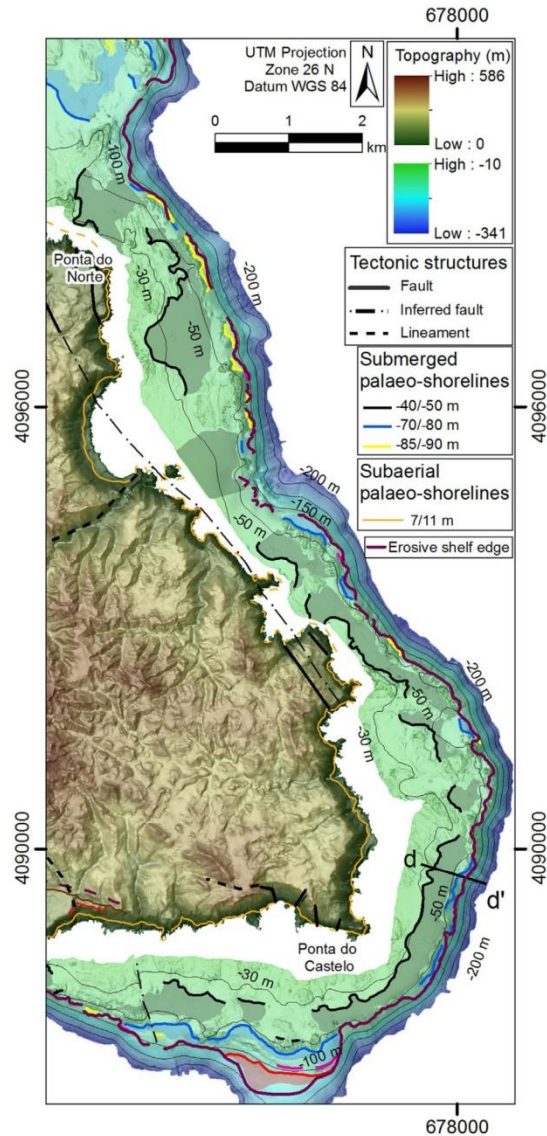 678000
UTM Projection
Zone 26 N
Datum WGS 84
N
0 1 2
km
Topography (m)
High : 586
Low : 0
High : -10
Low : -341
Tectonic structures
Fault
Inferred fault
Lineament
Submerged
palaeo-shorelines
-40/-50 m
-70/-80 m
-85/-90 m
Subaerial
palaeo-shorelines
7/11 m
Erosive shelf edge
-100 m
Ponta do
Norte
-30 m
-200 m
-50 m
4096000
4096000
-200 m
-150 m
-50 m
-200 m
-50 m
-30 m
4090000
4090000
d
d'
-50 m
Ponta do
Castelo
-200 m
-30 m
-100 m
678000